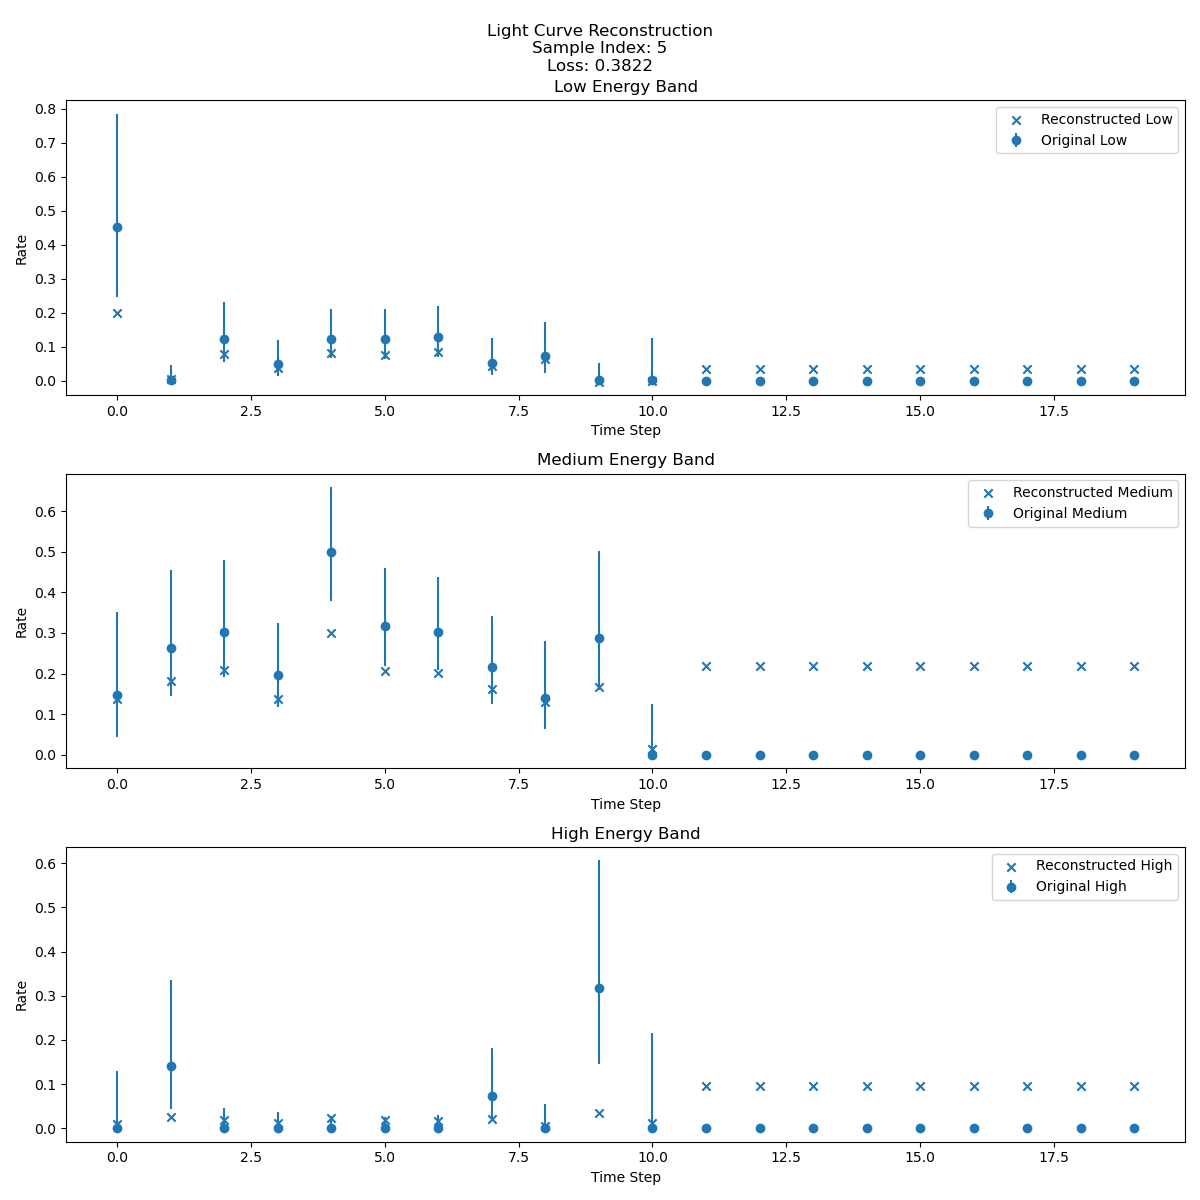 Light Curve Reconstruction
Sample Index: 5
Loss: 0.3822
Low Energy Band
0.8
0.7
0.6
0.5
0.4
0.3
0.2
0.1
0.0
Rate
Reconstructed Low
Original Low
0.0 2.5 5.0 7.5 10.0 12.5 15.0 17.5
Time Step
Medium Energy Band
0.6
0.5
0.4
0.3
0.2
0.1
0.0
Rate
Reconstructed Medium
Original Medium
0.0 2.5 5.0 7.5 10.0 12.5 15.0 17.5
Time Step
High Energy Band
0.6
0.5
0.4
0.3
0.2
0.1
0.0
Rate
Reconstructed High
Original High
0.0 2.5 5.0 7.5 10.0 12.5 15.0 17.5
Time Step